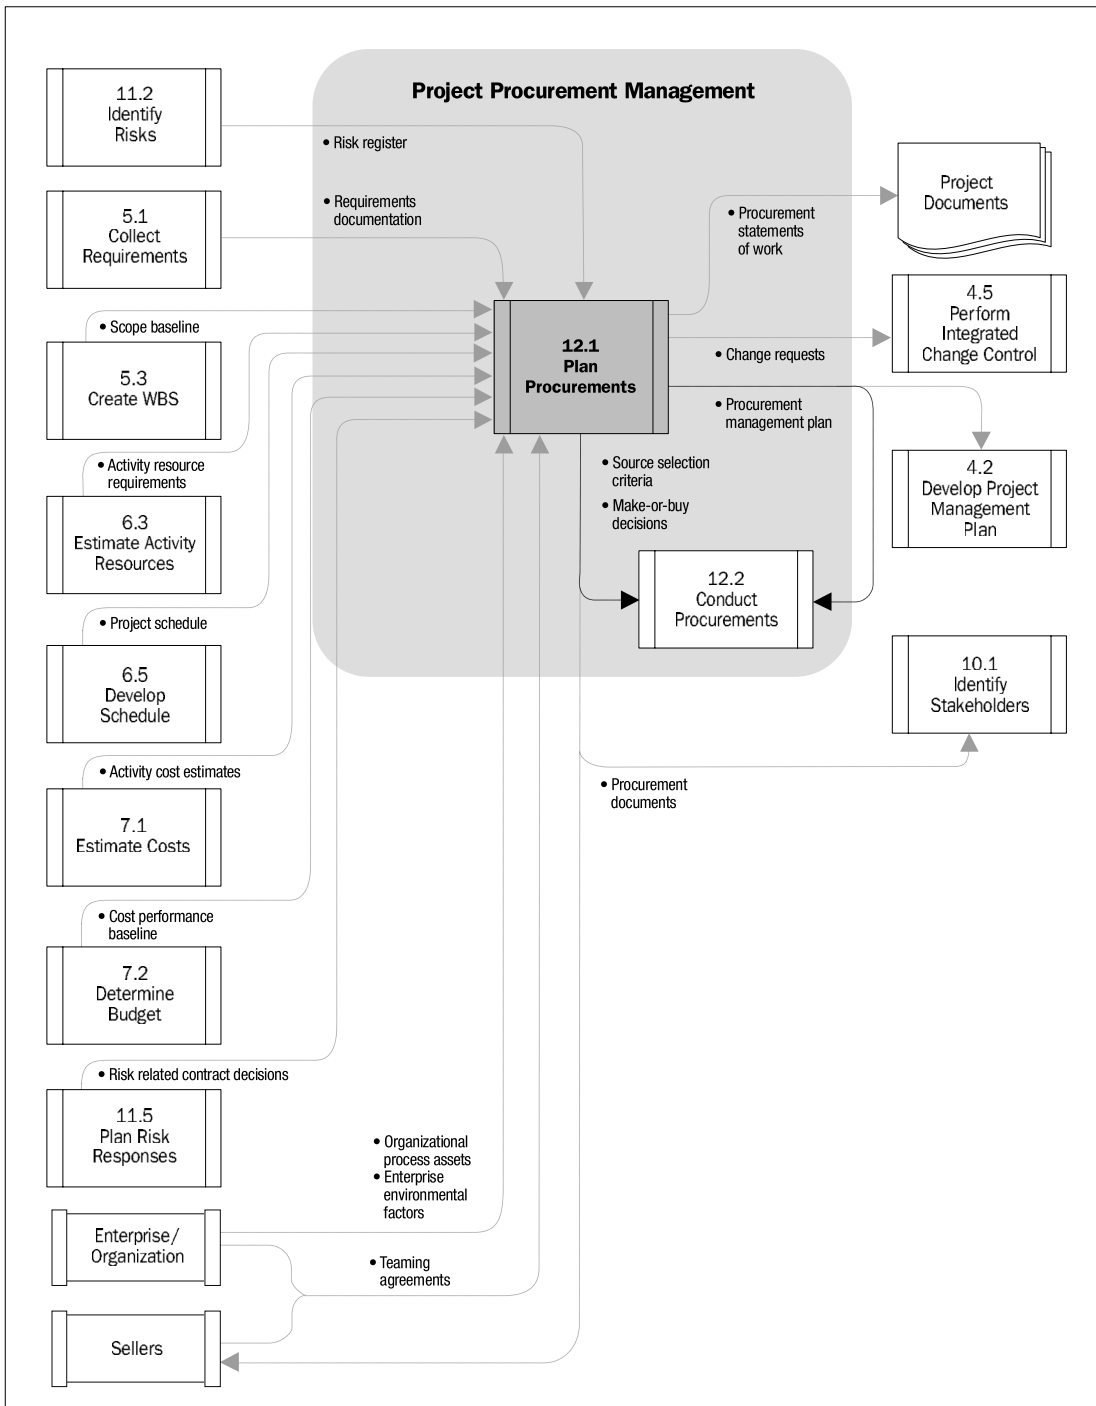 Project Procurement Management
11.2
Identify
Risks
• Risk register
5.1
Collect
Requirements
• Requirements
documentation
• Scope baseline
5.3
Create WBS
• Activity resource
requirements
6.3
Estimate Activity
Resources
• Project schedule
6.5
Develop
Schedule
• Activity cost estimates
7.1
Estimate Costs
• Cost performance
baseline
7.2
Determine
Budget
• Risk related contract decisions
11.5
Plan Risk
Responses
• Organizational
process assets
• Enterprise
environmental
factors
Enterprise/
Organization
• Teaming
agreements
Sellers
12.1
Plan
Procurements
• Source selection
criteria
• Make-or-buy
decisions
12.2
Conduct
Procurements
• Procurement
statements
of work
Project
Documents
• Change requests
4.5
Perform
Integrated
Change Control
• Procurement
management plan
4.2
Develop Project
Management
Plan
10.1
Identify
Stakeholders
• Procurement
documents